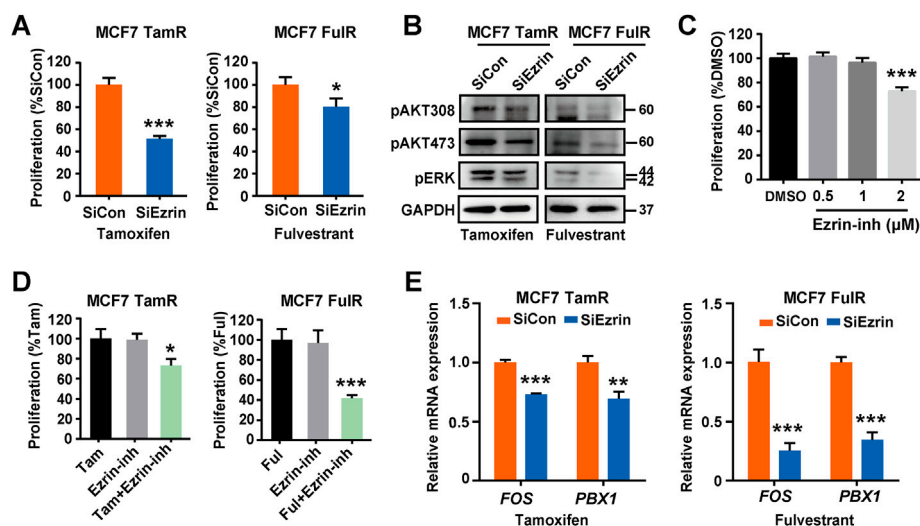 A
MCF7 TamR
Proliferation (%SiCon)
140
120
100
80
60
40
20
0
***
SiCon SiEzrin
Tamoxifen
MCF7 FulR
Proliferation (%SiCon)
140
120
100
80
60
40
20
0
*
SiCon SiEzrin
Fulvestrant
B
MCF7 TamR MCF7 FulR
SiCon SiEzrin SiCon SiEzrin
pAKT308 60
pAKT473 60
pERK 44
42
GAPDH 37
Tamoxifen Fulvestrant
C
Proliferation (%DMSO)
140
120
100
80
60
40
20
0
***
DMSO 0.5 1 2
Ezrin-inh (µM)
D
MCF7 TamR
Proliferation (%Tam)
120
100
80
60
40
20
0
*
Tam
Ezrin-inh
Tam+Ezrin-inh
MCF7 FulR
Proliferation (%Ful)
120
100
80
60
40
20
0
***
Ful
Ezrin-inh
Ful+Ezrin-inh
E
MCF7 TamR
SiCon SiEzrin
Relative mRNA expression
1.5
1.0
0.5
0
*** **
FOS PBX1
Tamoxifen
MCF7 FulR
SiCon SiEzrin
Relative mRNA expression
1.5
1.0
0.5
0
*** ***
FOS PBX1
Fulvestrant